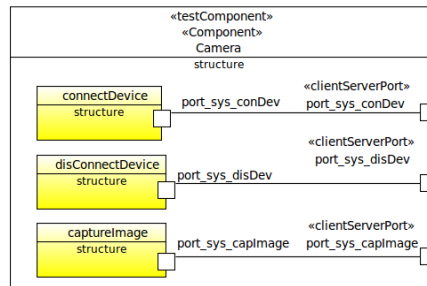 «testComponent»
«Component»
Camera
structure
connectDevice
structure
port_sys_conDev
«clientServerPort»
port_sys_conDev
disConnectDevice
structure
port_sys_disDev
«clientServerPort»
port_sys_disDev
captureImage
structure
port_sys_capImage
«clientServerPort»
port_sys_capImage